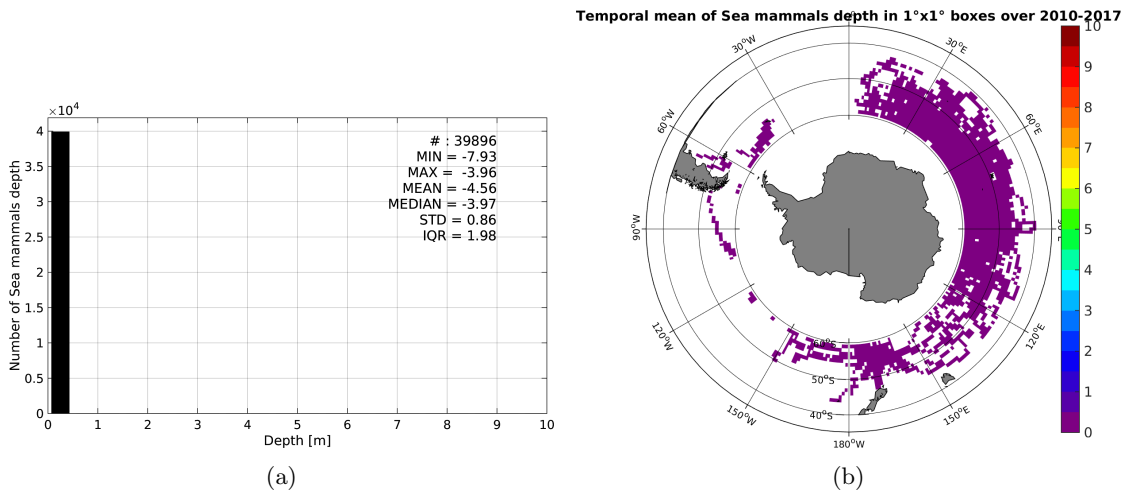 ×10⁴
4
3.5
3
2.5
2
1.5
1
0.5
0
0 1 2 3 4 5 6 7 8 9 10
Number of Sea mammals depth
Depth [m]
# : 39896
MIN = -7.93
MAX = -3.96
MEAN = -4.56
MEDIAN = -3.97
STD = 0.86
IQR = 1.98
(a)
Temporal mean of Sea mammals depth in 1°x1° boxes over 2010-2017
30°W
30°E
60°W
60°E
90°W
120°W
120°E
150°W
150°E
180°W
60°S
50°S
40°S
10
9
8
7
6
5
4
3
2
1
0
(b)